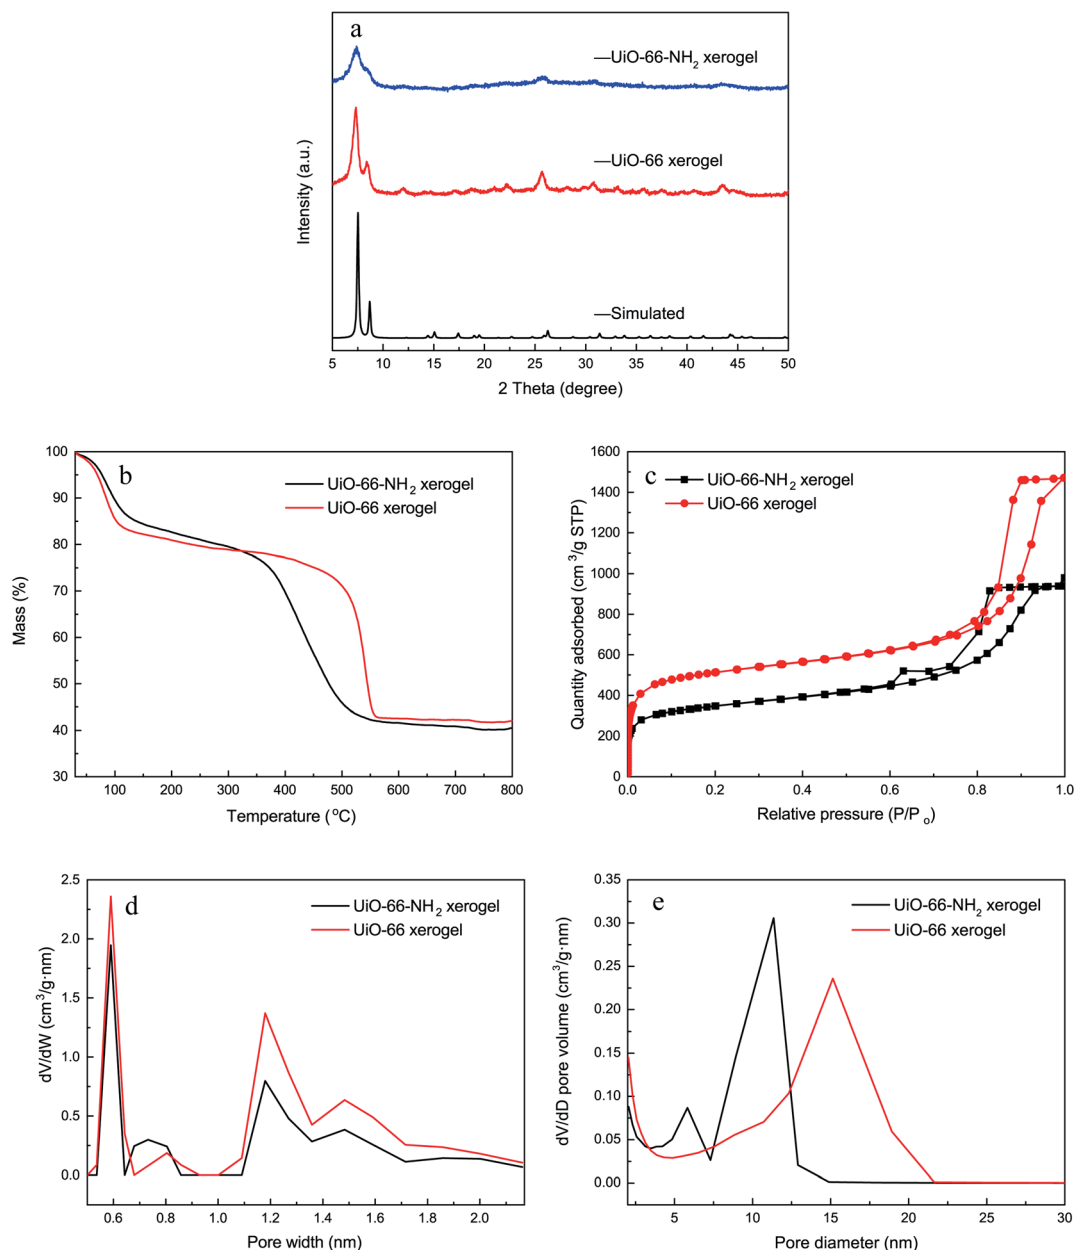 a
—UiO-66-NH2 xerogel
—UiO-66 xerogel
—Simulated
Intensity (a.u.)
5 10 15 20 25 30 35 40 45 50
2 Theta (degree)
b
UiO-66-NH2 xerogel
UiO-66 xerogel
Mass (%)
100
90
80
70
60
50
40
30
100 200 300 400 500 600 700 800
Temperature (°C)
c
UiO-66-NH2 xerogel
UiO-66 xerogel
Quantity adsorbed (cm3/g STP)
1600
1400
1200
1000
800
600
400
200
0
0.0 0.2 0.4 0.6 0.8 1.0
Relative pressure (P/Po)
d
UiO-66-NH2 xerogel
UiO-66 xerogel
dV/dW (cm3/g·nm)
2.5
2.0
1.5
1.0
0.5
0.0
0.6 0.8 1.0 1.2 1.4 1.6 1.8 2.0
Pore width (nm)
e
UiO-66-NH2 xerogel
UiO-66 xerogel
dV/dD pore volume (cm3/g·nm)
0.35
0.30
0.25
0.20
0.15
0.10
0.05
0.00
5 10 15 20 25 30
Pore diameter (nm)